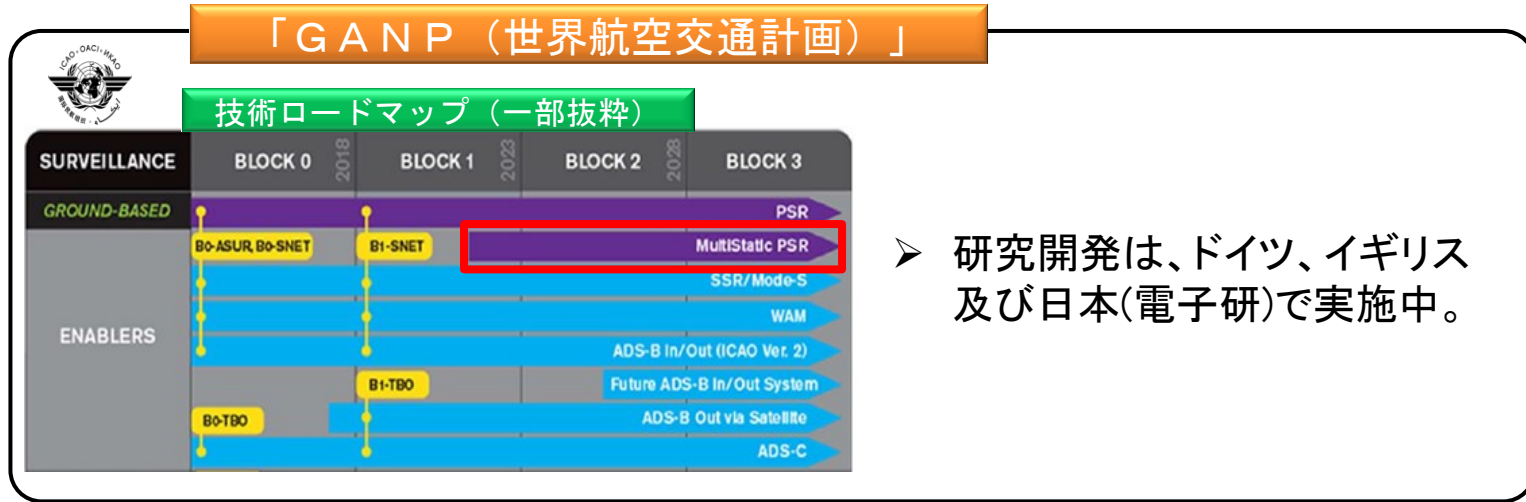 「GANP（世界航空交通計画）」
ICAO・OACI・ИКАО
技術ロードマップ（一部抜粋）
SURVEILLANCE
BLOCK 0
2018
BLOCK 1
2023
BLOCK 2
2028
BLOCK 3
GROUND-BASED
PSR
B0-ASUR, B0-SNET
B1-SNET
MultiStatic PSR
SSR/Mode-S
ENABLERS
WAM
ADS-B In/Out (ICAO Ver. 2)
B1-TBO
Future ADS-B In/Out System
B0-TBO
ADS-B Out via Satellite
ADS-C
➢ 研究開発は、ドイツ、イギリス
及び日本(電子研)で実施中。